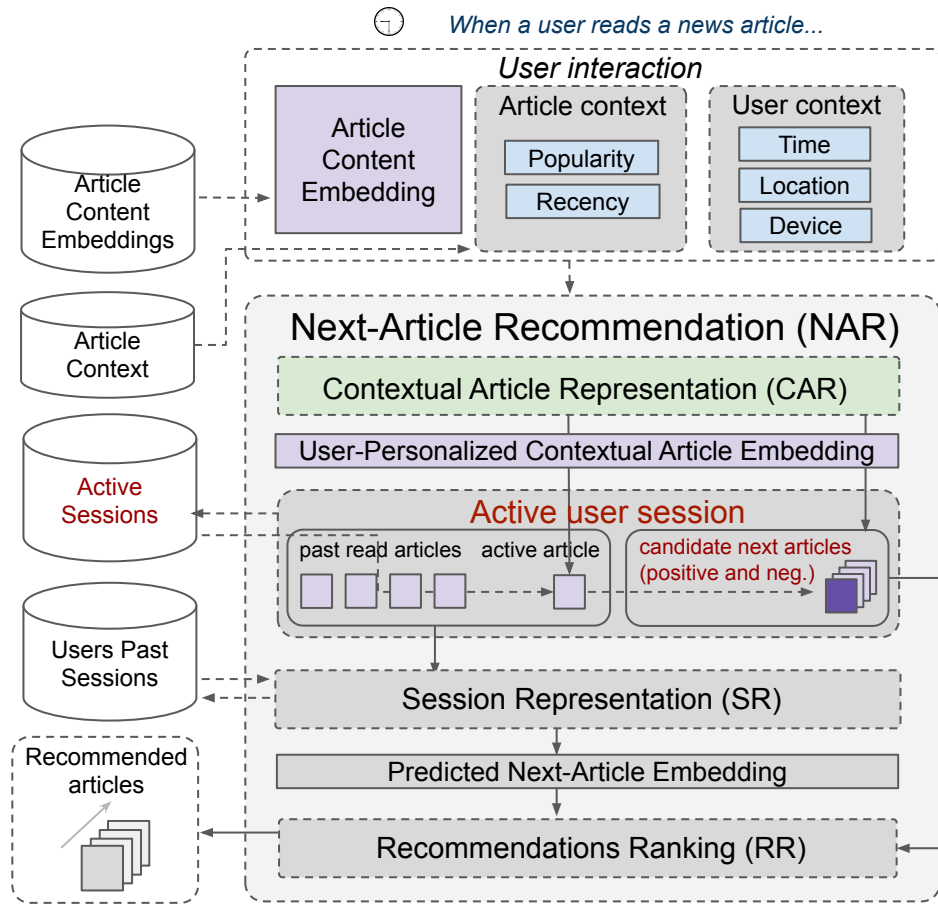 When a user reads a news article...
User interaction
Article
Content
Embedding
Article context
Popularity
Recency
User context
Time
Location
Device
Article
Content
Embeddings
Article
Context
Next-Article Recommendation (NAR)
Contextual Article Representation (CAR)
User-Personalized Contextual Article Embedding
Active
Sessions
Active user session
past read articles
active article
candidate next articles
(positive and neg.)
Users Past
Sessions
Session Representation (SR)
Predicted Next-Article Embedding
Recommended
articles
Recommendations Ranking (RR)